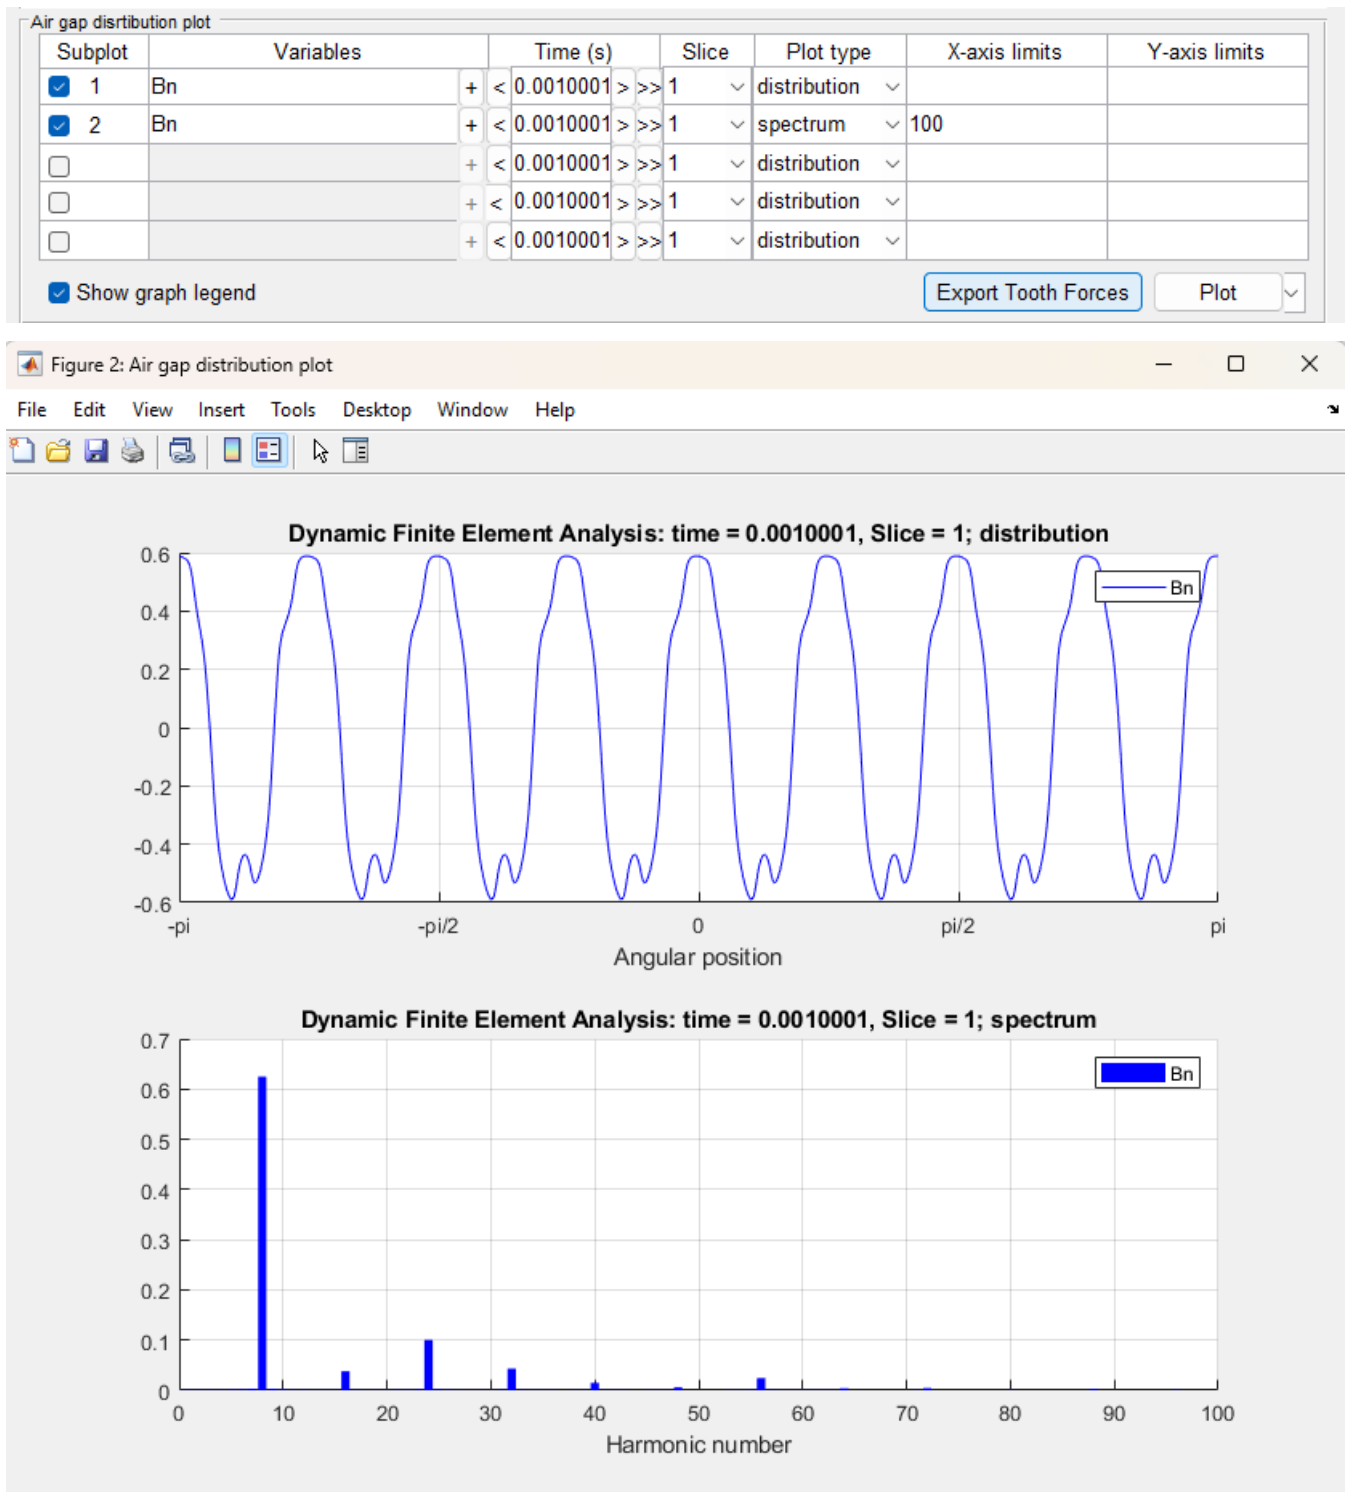 Air gap disrtibution plot
Subplot Variables Time (s) Slice Plot type X-axis limits Y-axis limits
1 Bn + < 0.0010001 > >> 1 distribution
2 Bn + < 0.0010001 > >> 1 spectrum 100
+ < 0.0010001 > >> 1 distribution
+ < 0.0010001 > >> 1 distribution
+ < 0.0010001 > >> 1 distribution
Show graph legend Export Tooth Forces Plot
Figure 2: Air gap distribution plot
File Edit View Insert Tools Desktop Window Help
Dynamic Finite Element Analysis: time = 0.0010001, Slice = 1; distribution
0.6
Bn
0.4
0.2
0
-0.2
-0.4
-0.6
-pi -pi/2 0 pi/2 pi
Angular position
Dynamic Finite Element Analysis: time = 0.0010001, Slice = 1; spectrum
0.7
Bn
0.6
0.5
0.4
0.3
0.2
0.1
0
0 10 20 30 40 50 60 70 80 90 100
Harmonic number